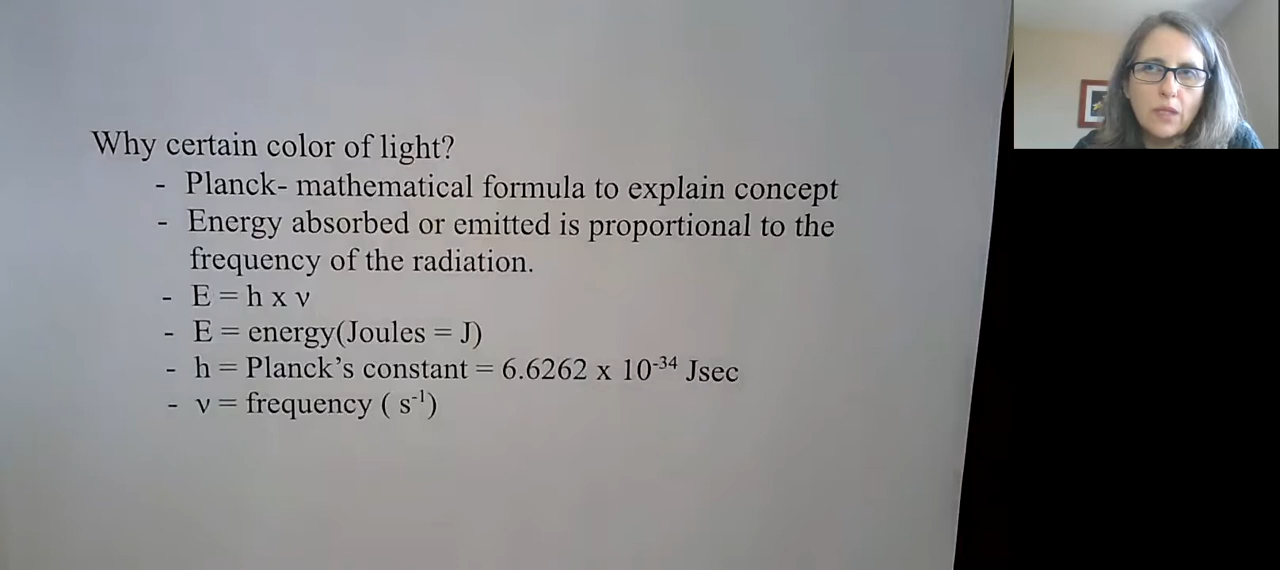 Why certain color of light?
- Planck- mathematical formula to explain concept
- Energy absorbed or emitted is proportional to the
frequency of the radiation.
- E = h x ν
- E = energy(Joules = J)
- h = Planck’s constant = 6.6262 x 10⁻³⁴ Jsec
- ν = frequency ( s⁻¹)